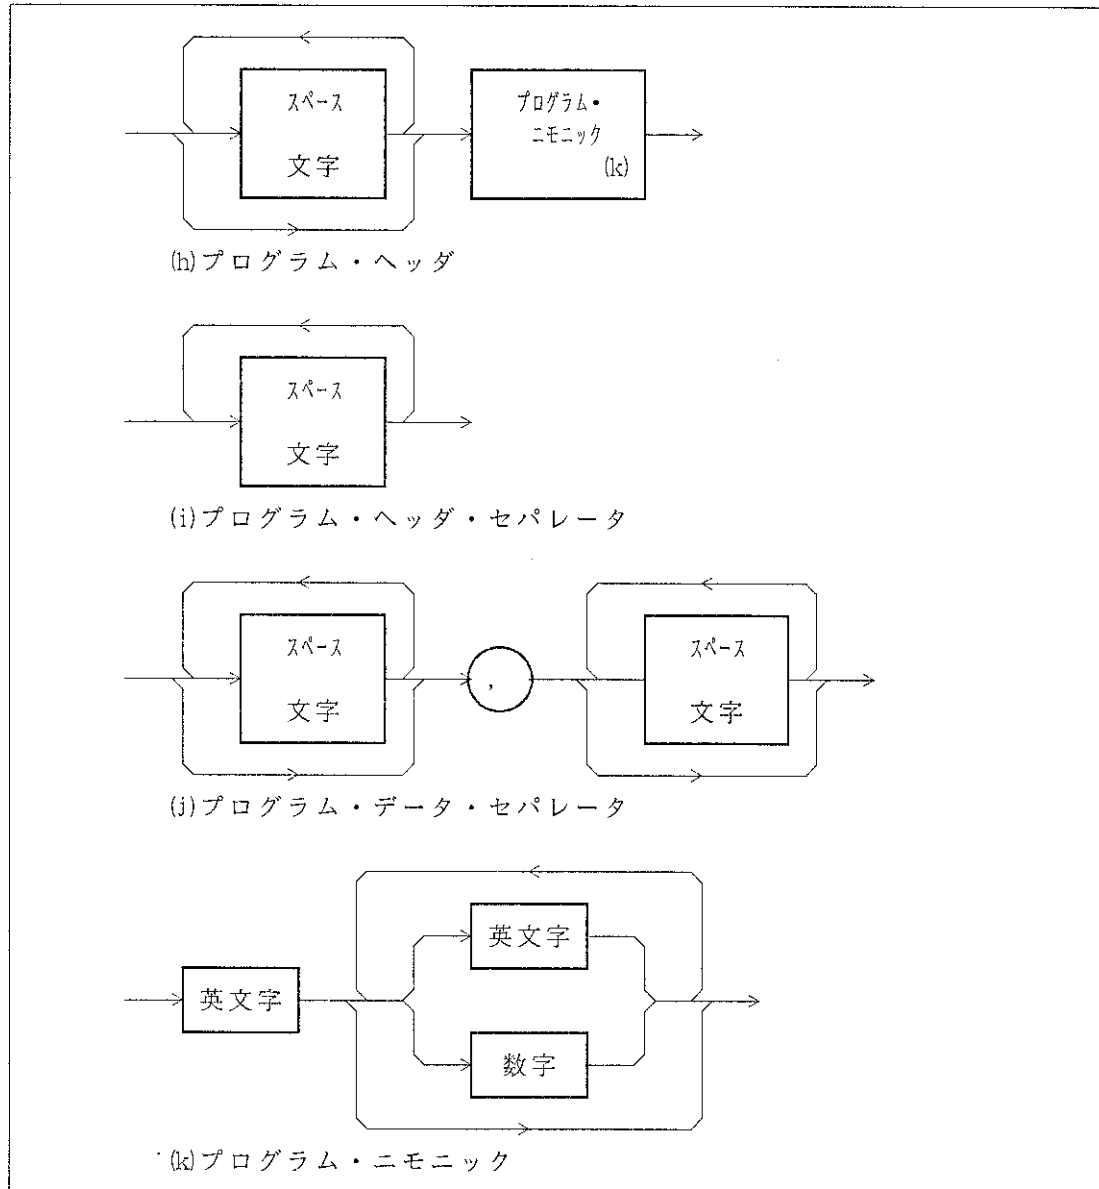 スペース
文字
プログラム・
ニモニック
(k)
(h)プログラム・ヘッダ
スペース
文字
(i)プログラム・ヘッダ・セパレータ
スペース
文字
,
スペース
文字
(j)プログラム・データ・セパレータ
英文字
英文字
数字
(k)プログラム・ニモニック